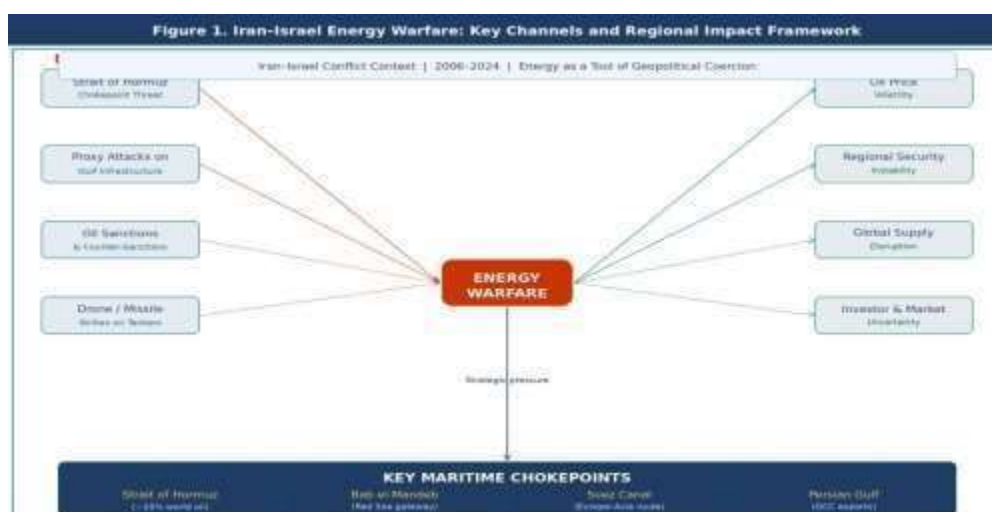 Figure 1. Iran-Israel Energy Warfare: Key Channels and Regional Impact Framework
Iran-Israel Conflict Context | 2006-2024 | Energy as a Tool of Geopolitical Coercion
Strait of Hormuz
Chokepoint Threat
Proxy Attacks on
Gulf Infrastructure
Oil Sanctions
& Counter-Sanctions
Drone / Missile
Strikes on Tankers
ENERGY
WARFARE
Oil Price
Volatility
Regional Security
Instability
Global Supply
Disruption
Investor & Market
Uncertainty
Strategic pressure
KEY MARITIME CHOKEPOINTS
Strait of Hormuz
world oil)
Bab el-Mandeb
(Red Sea gateway)
Suez Canal
(Europe-Asia route)
Persian Gulf
(GCC exports)